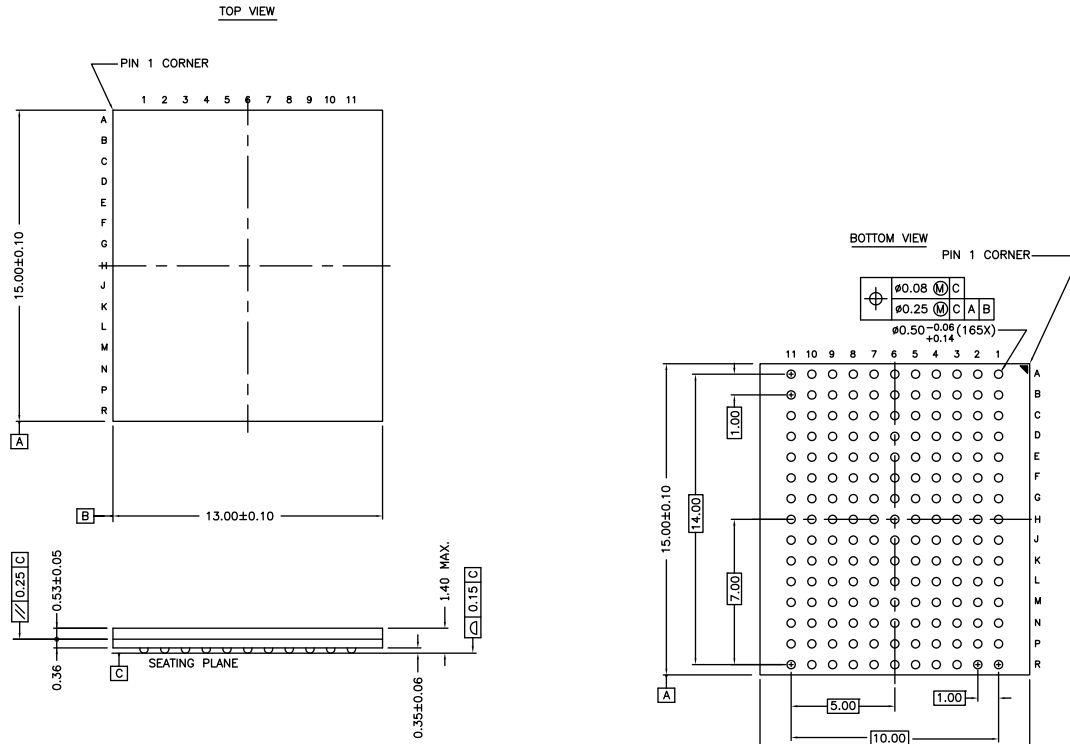 TOP VIEW
PIN 1 CORNER
1 2 3 4 5 6 7 8 9 10 11
A
B
C
D
E
F
G
H
J
K
L
M
N
P
R
15.00±0.10
A
B
13.00±0.10
// 0.25 C
0.53±0.05
0.36
C
SEATING PLANE
1.40 MAX.
0.15 C
0.35±0.06
BOTTOM VIEW
PIN 1 CORNER
ø0.08 Ⓜ C
ø0.25 Ⓜ C A B
ø0.50 -0.06 +0.14 (165X)
11 10 9 8 7 6 5 4 3 2 1
A
B
C
D
E
F
G
H
J
K
L
M
N
P
R
1.00
14.00
15.00±0.10
7.00
A
5.00
1.00
10.00